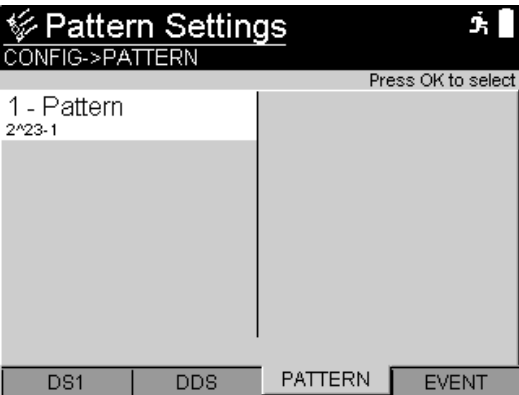 Pattern Settings
CONFIG->PATTERN
Press OK to select
1 - Pattern
2^23-1
DS1 DDS PATTERN EVENT